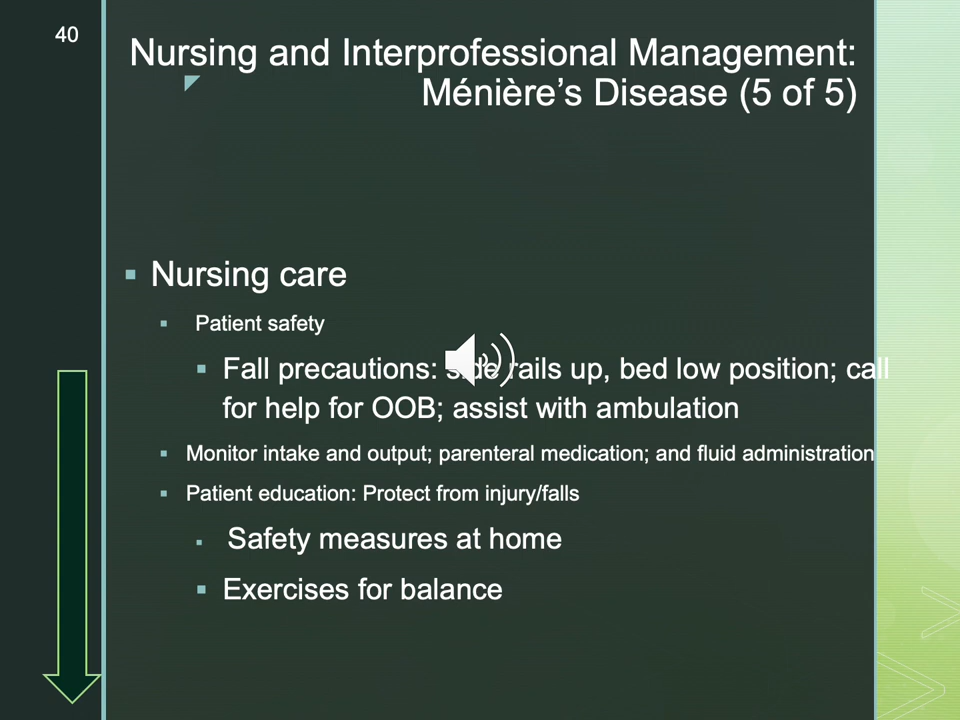 40
Nursing and Interprofessional Management:
Ménière’s Disease (5 of 5)
Nursing care
Patient safety
Fall precautions: side rails up, bed low position; call
for help for OOB; assist with ambulation
Monitor intake and output; parenteral medication; and fluid administration
Patient education: Protect from injury/falls
Safety measures at home
Exercises for balance